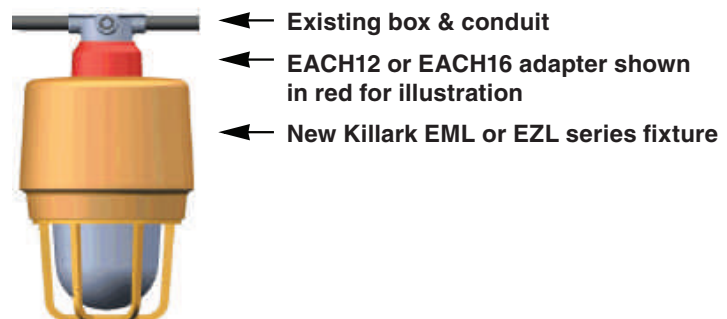 Existing box & conduit
EACH12 or EACH16 adapter shown
in red for illustration
New Killark EML or EZL series fixture